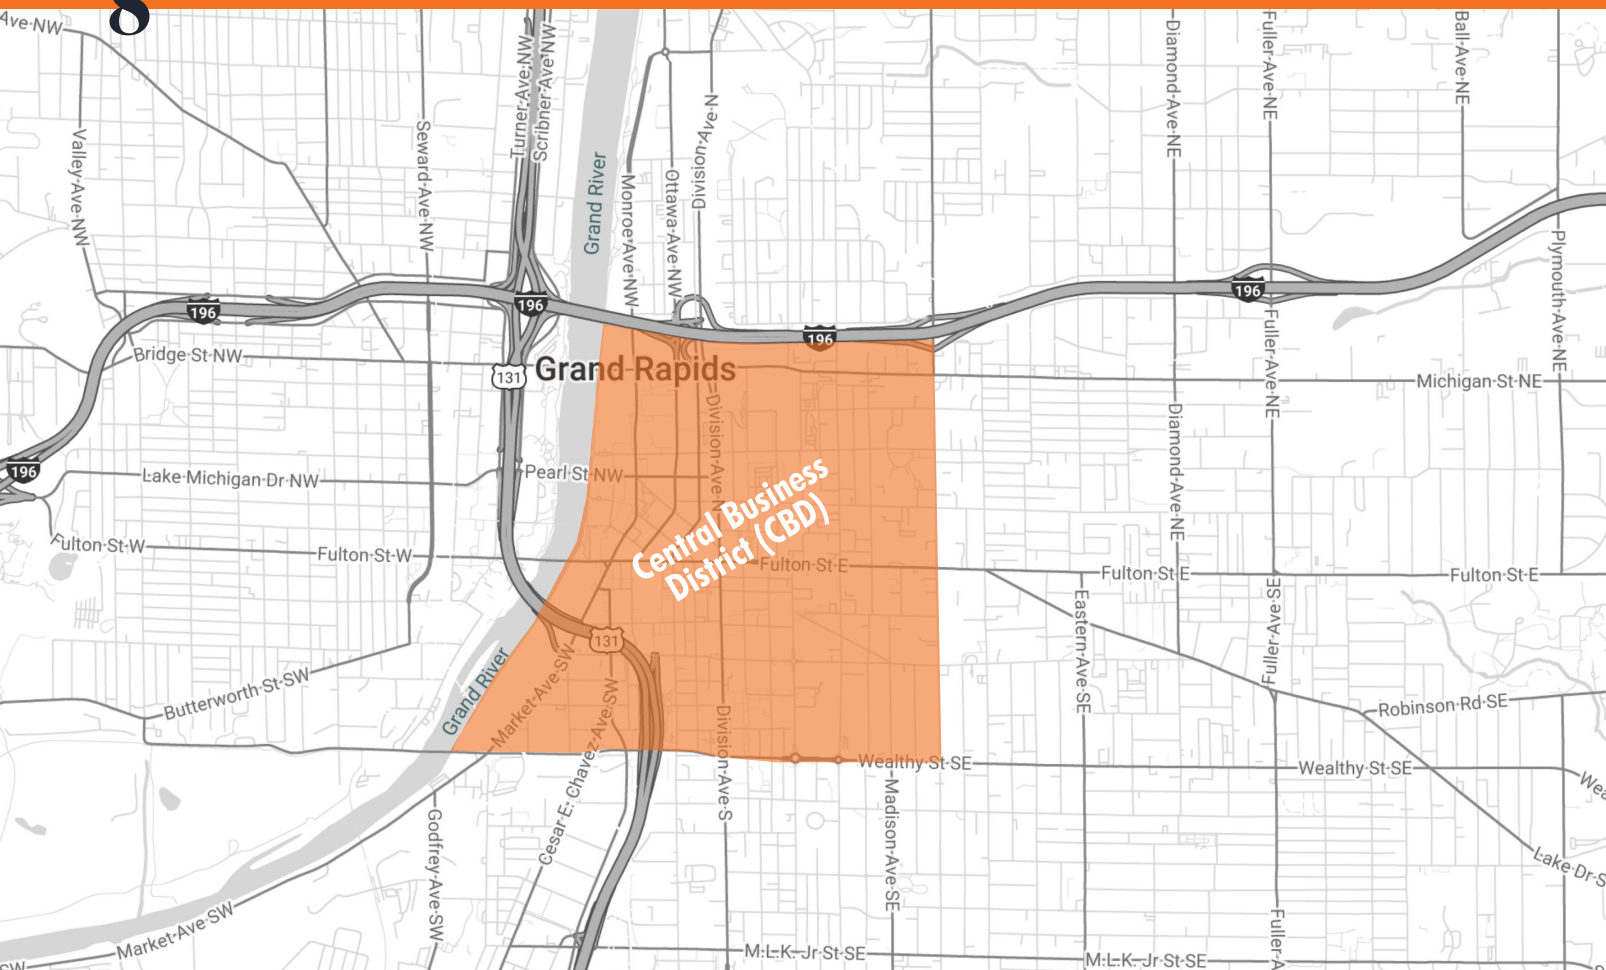 g
Ave NW
Valley Ave NW
Seward Ave NW
Turner Ave NW
Scribner Ave NW
Grand River
Monroe Ave NW
Ottawa Ave NW
Division Ave N
Diamond Ave NE
Fuller Ave NE
Ball Ave NE
Plymouth Ave NE
196
196
196
196
196
Bridge St NW
131
Grand Rapids
Michigan St NE
Fuller Ave NE
Division Ave N
Diamond Ave NE
Lake Michigan Dr NW
Pearl St NW
Central Business
District (CBD)
Fulton St W
Fulton St W
Fulton St E
Fulton St E
Fulton St E
131
Eastern Ave SE
Fuller Ave SE
Grand River
Market Ave SW
Cesar E. Chavez Ave SW
Butterworth St SW
Robinson Rd SE
Division Ave S
Wealthy St SE
Wealthy St SE
Wea
Madison Ave SE
Godfrey Ave SW
Lake Dr S
Market Ave SW
SW
M.L.K. Jr St SE
M.L.K. Jr St SE
Fuller A